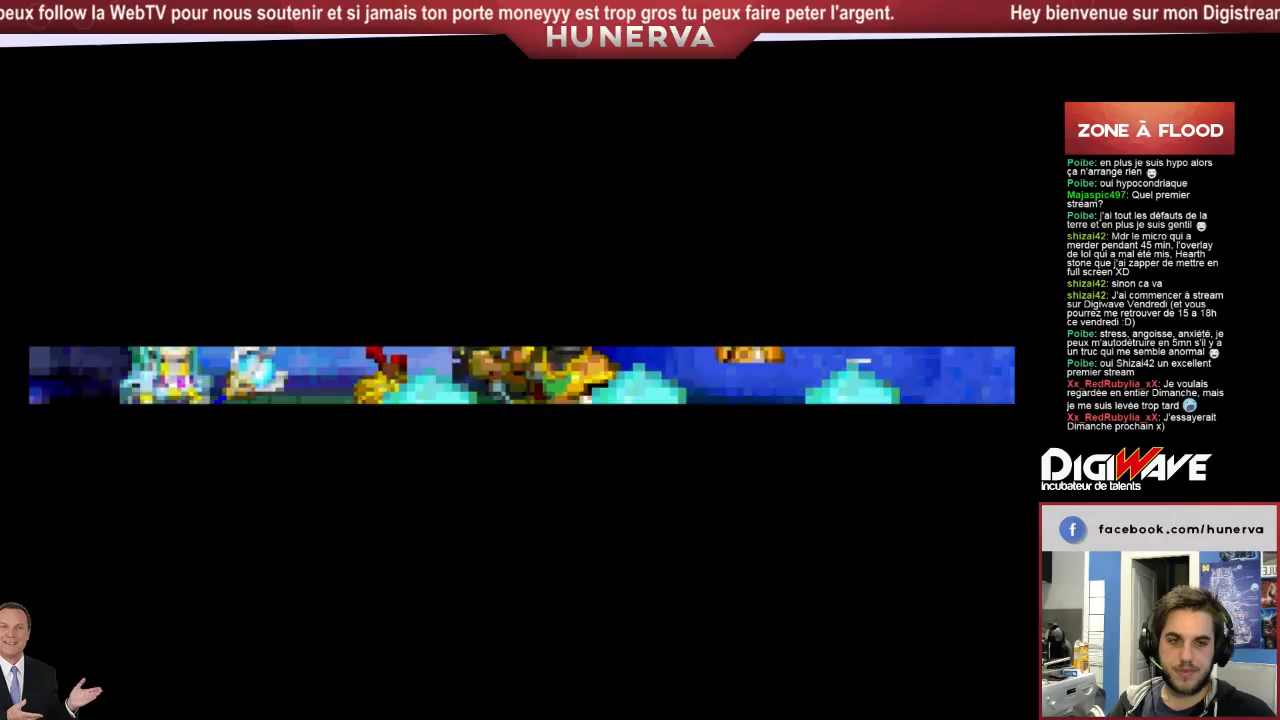 peux follow la WebTV pour nous soutenir et si jamais ton porte moneyyy est trop gros tu peux faire peter l'argent.
Hey bienvenue sur mon Digistrear
HUNERVA
ZONE À FLOOD
Poibe: en plus je suis hypo alors
ça n'arrange rien
Poibe: oui hypocondriaque
Majaspic497: Quel premier
stream?
Poibe: j'ai tout les défauts de la
terre et en plus je suis gentil
shizai42: Mdr le micro qui a
merder pendant 45 min, l'overlay
de lol qui a mal été mis, Hearth
stone que j'ai zapper de mettre en
full screen XD
shizai42: sinon ca va
shizai42: J'ai commencer à stream
sur Digiwave Vendredi (et vous
pourrez me retrouver de 15 a 18h
ce vendredi :D)
Poibe: stress, angoisse, anxiété, je
peux m'autodétruire en 5mn s'il y a
un truc qui me semble anormal
Poibe: oui Shizai42 un excellent
premier stream
Xx_RedRubylia_xX: Je voulais
regardée en entier Dimanche, mais
je me suis levée trop tard
Xx_RedRubylia_xX: J'essayerait
Dimanche prochain x)
DIGIWAVE
incubateur de talents
facebook.com/hunerva